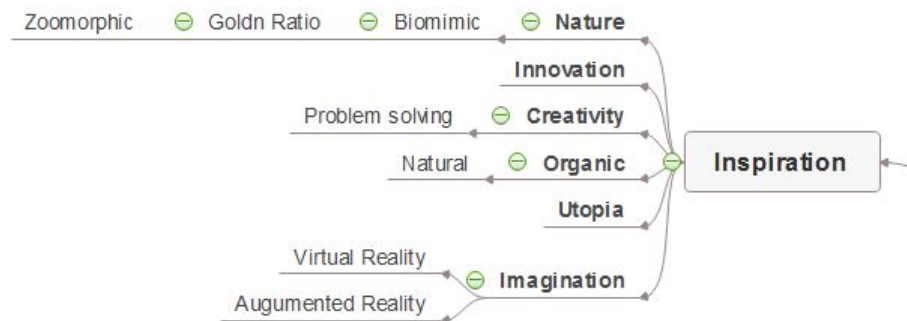 Zoomorphic Goldn Ratio Biomimic Nature
Innovation
Problem solving Creativity
Inspiration
Natural Organic
Utopia
Virtual Reality
Imagination
Augumented Reality